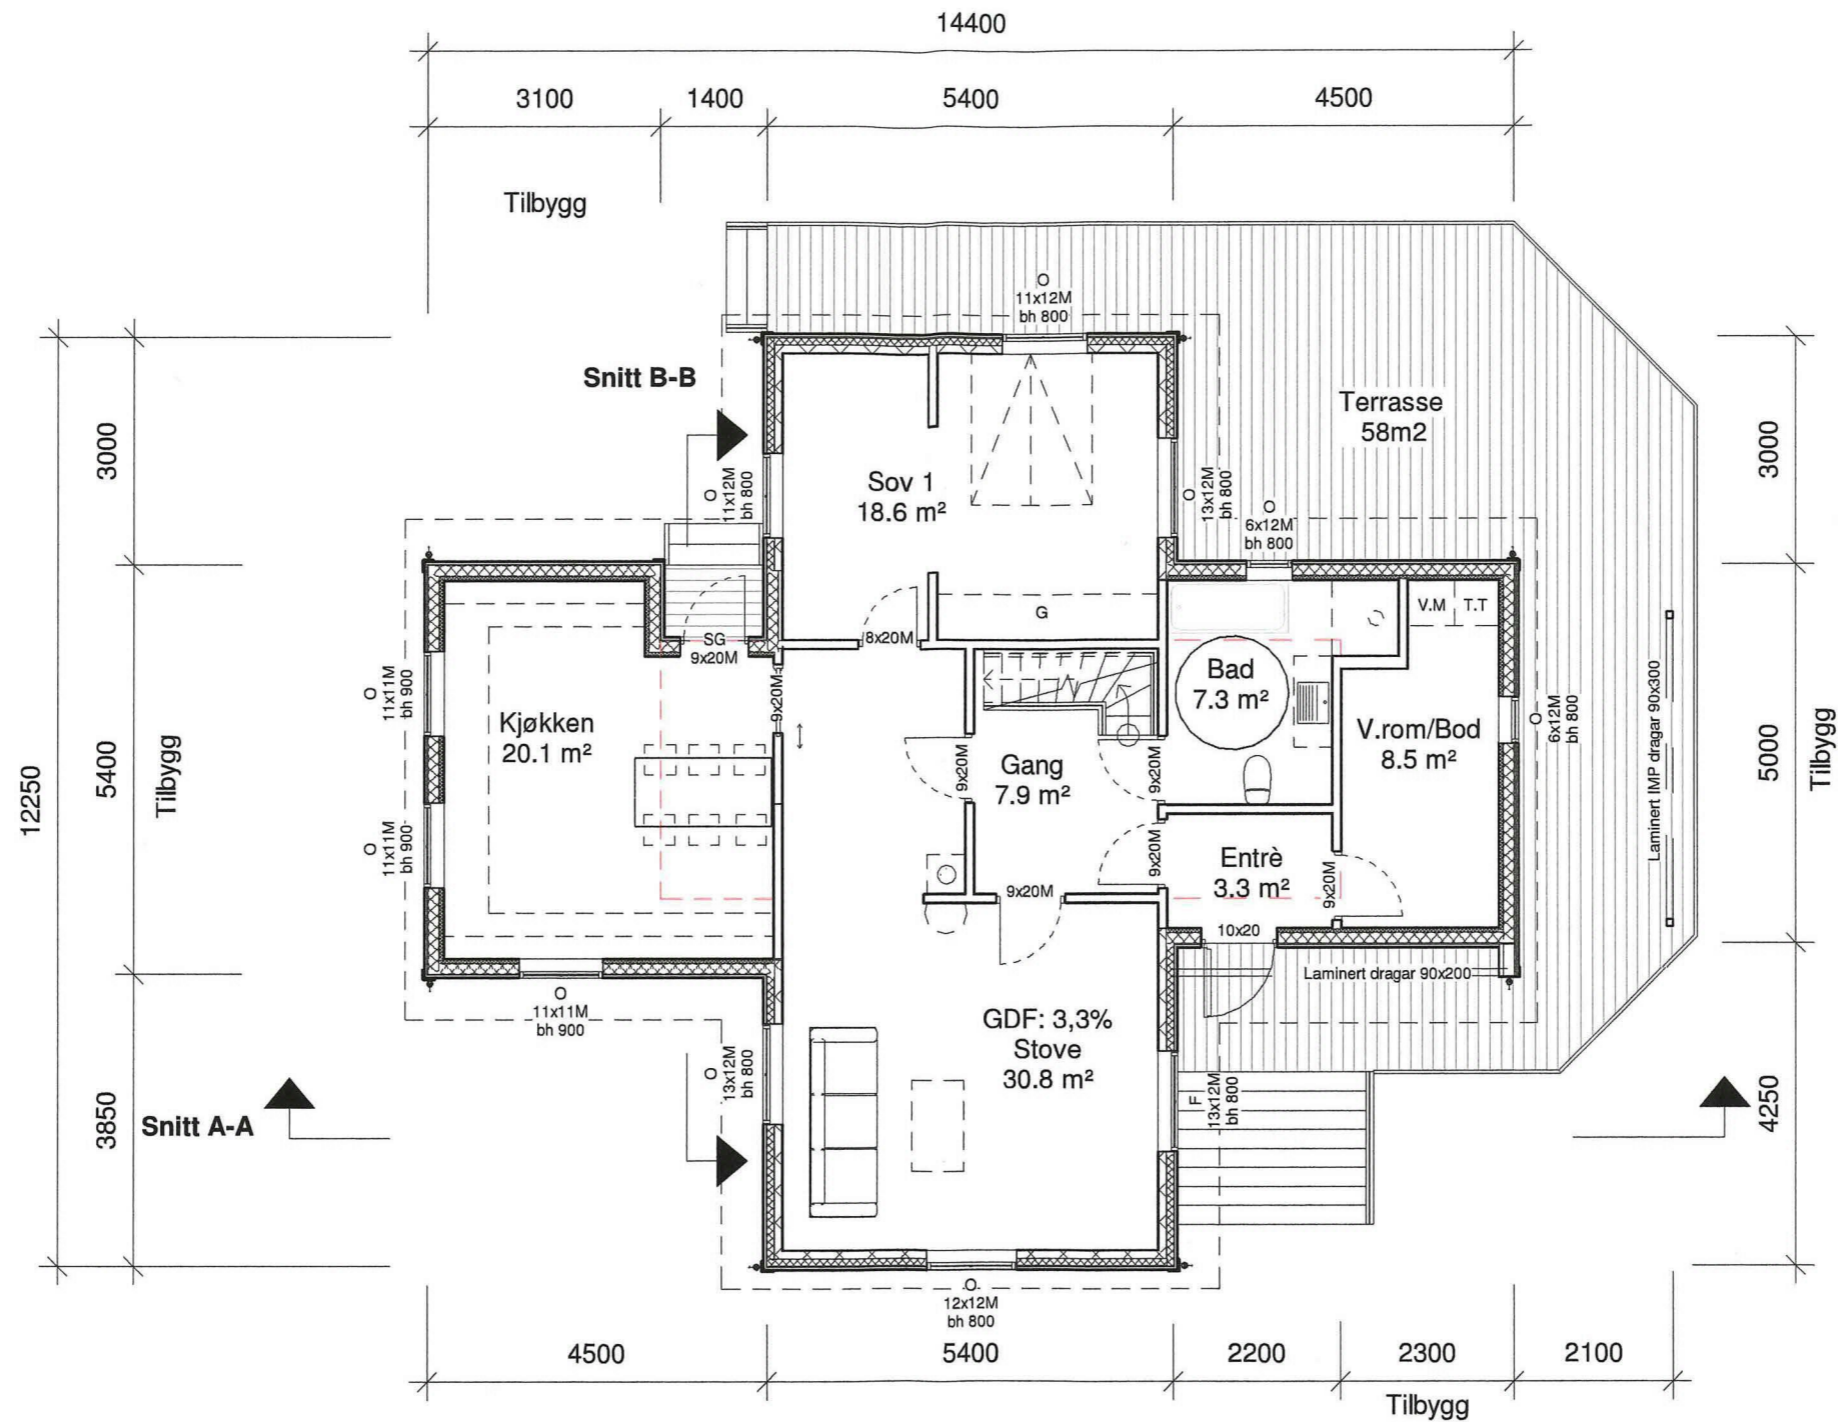 14400
3100
1400
5400
4500
Tilbygg
O
11x12M
bh 800
Snitt B-B
Terrasse
58m2
3000
3000
Sov 1
18.6 m²
O
11x12M
bh 800
O
13x12M
bh 800
O
6x12M
bh 800
G
V.M
T.T
8x20M
SG
9x20M
9x20M
O
11x11M
bh 900
Kjøkken
20.1 m²
Bad
7.3 m²
V.rom/Bod
8.5 m²
O
6x12M
bh 800
Laminert IMP dragar 90x300
12250
5400
Tilbygg
5000
Tilbygg
Gang
7.9 m²
9x20M
9x20M
O
11x11M
bh 900
9x20M
Entrè
3.3 m²
9x20M
9x20M
10x20
Laminert dragar 90x200
O
11x11M
bh 900
GDF: 3,3%
Stove
30.8 m²
O
13x12M
bh 800
F
13x12M
bh 800
3850
Snitt A-A
4250
O
12x12M
bh 800
4500
5400
2200
2300
2100
Tilbygg